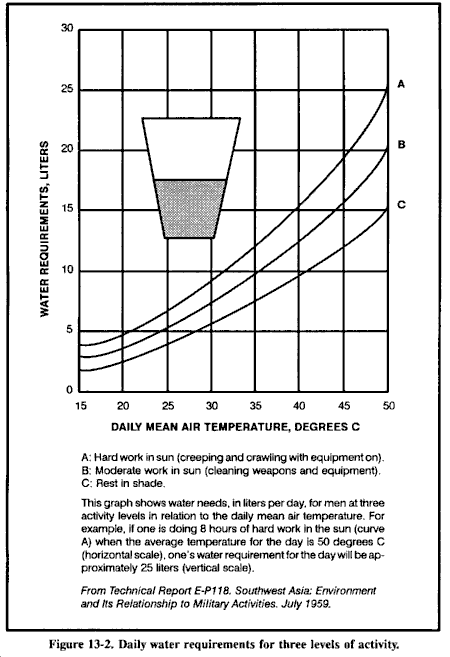 30
25
20
15
10
5
0
WATER REQUIREMENTS, LITERS
A
B
C
15 20 25 30 35 40 45 50
DAILY MEAN AIR TEMPERATURE, DEGREES C
A: Hard work in sun (creeping and crawling with equipment on).
B: Moderate work in sun (cleaning weapons and equipment).
C: Rest in shade.
This graph shows water needs, in liters per day, for men at three
activity levels in relation to the daily mean air temperature. For
example, if one is doing 8 hours of hard work in the sun (curve
A) when the average temperature for the day is 50 degrees C
(horizontal scale), one's water requirement for the day will be ap-
proximately 25 liters (vertical scale).
From Technical Report E-P118. Southwest Asia: Environment
and Its Relationship to Military Activities. July 1959.
Figure 13-2. Daily water requirements for three levels of activity.